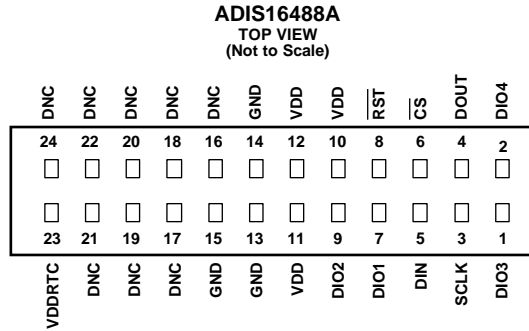 ADIS16488A
TOP VIEW
(Not to Scale)
DNC DNC DNC DNC DNC GND VDD VDD RST CS DOUT DIO4
24 22 20 18 16 14 12 10 8 6 4 2
23 21 19 17 15 13 11 9 7 5 3 1
VDDRTC DNC DNC DNC GND GND VDD DIO2 DIO1 DIN SCLK DIO3